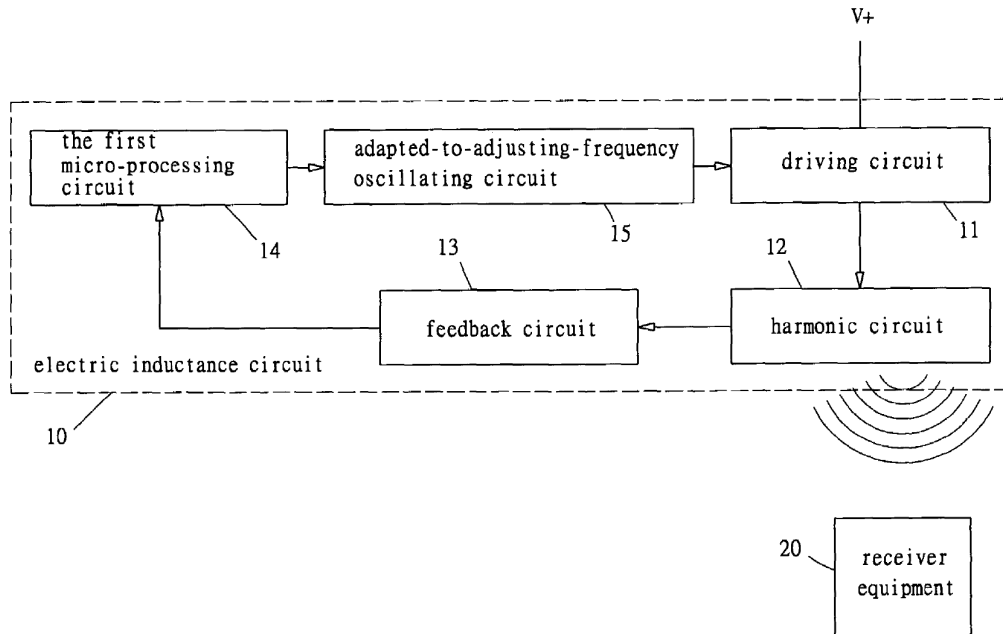 V+
the first
micro-processing
circuit
adapted-to-adjusting-frequency
oscillating circuit
driving circuit
14
15
11
13
12
feedback circuit
harmonic circuit
electric inductance circuit
10
20
receiver
equipment